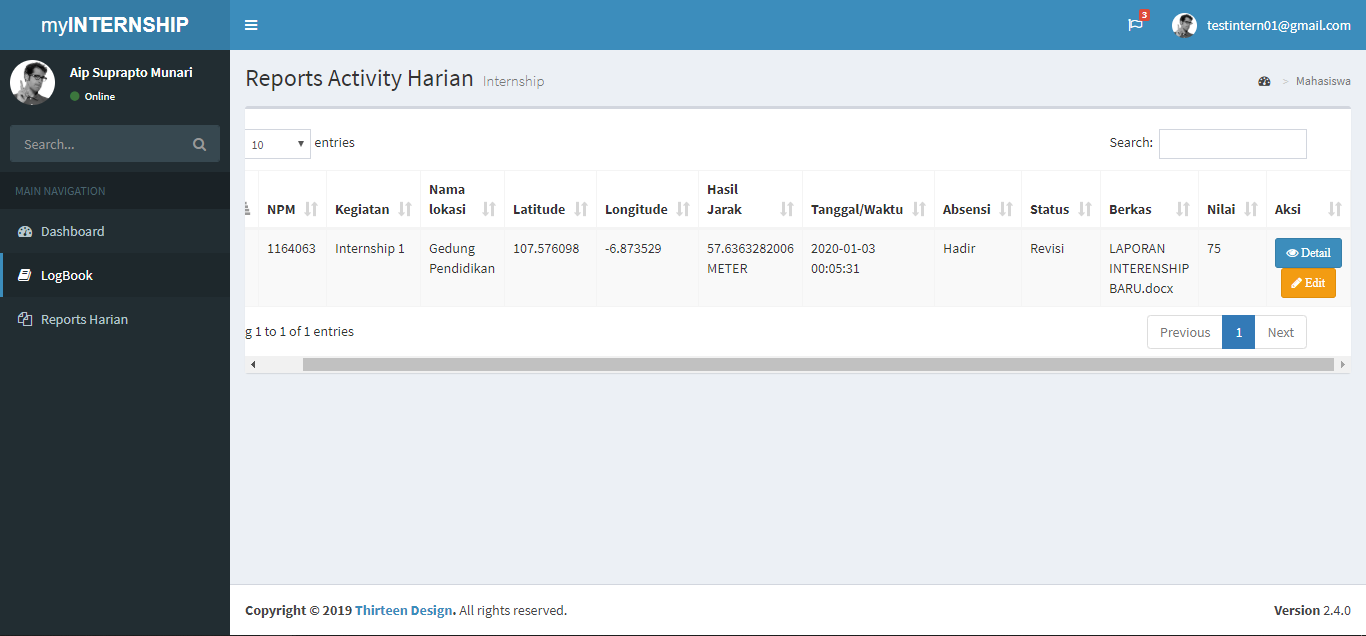 myINTERNSHIP
3
testintern01@gmail.com
Aip Suprapto Munari
Online
Search...
MAIN NAVIGATION
Dashboard
LogBook
Reports Harian
Reports Activity Harian Internship
> Mahasiswa
10 entries
Search:
NPM Kegiatan Nama lokasi Latitude Longitude Hasil Jarak Tanggal/Waktu Absensi Status Berkas Nilai Aksi
1164063 Internship 1 Gedung Pendidikan 107.576098 -6.873529 57.6363282006 METER 2020-01-03 00:05:31 Hadir Revisi LAPORAN INTERENSHIP BARU.docx 75 Detail
Edit
g 1 to 1 of 1 entries
Previous 1 Next
Copyright © 2019 Thirteen Design. All rights reserved.
Version 2.4.0